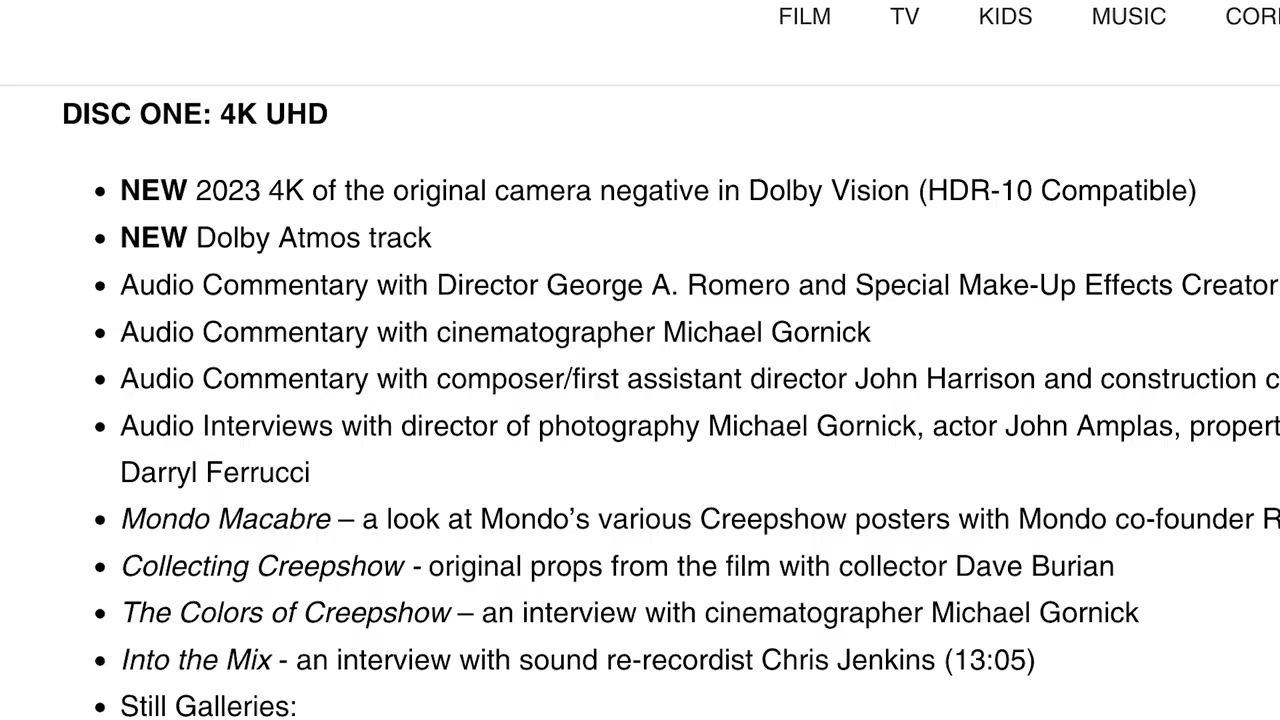 FILM TV KIDS MUSIC
DISC ONE: 4K UHD
• NEW 2023 4K of the original camera negative in Dolby Vision (HDR-10 Compatible)
• NEW Dolby Atmos track
• Audio Commentary with Director George A. Romero and Special Make-Up Effects Creator
• Audio Commentary with cinematographer Michael Gornick
• Audio Commentary with composer/first assistant director John Harrison and construction
• Audio Interviews with director of photography Michael Gornick, actor John Amplas,
Darryl Ferrucci
• Mondo Macabre – a look at Mondo’s various Creepshow posters with Mondo co-founder
• Collecting Creepshow - original props from the film with collector Dave Burian
• The Colors of Creepshow – an interview with cinematographer Michael Gornick
• Into the Mix - an interview with sound re-recordist Chris Jenkins (13:05)
• Still Galleries: